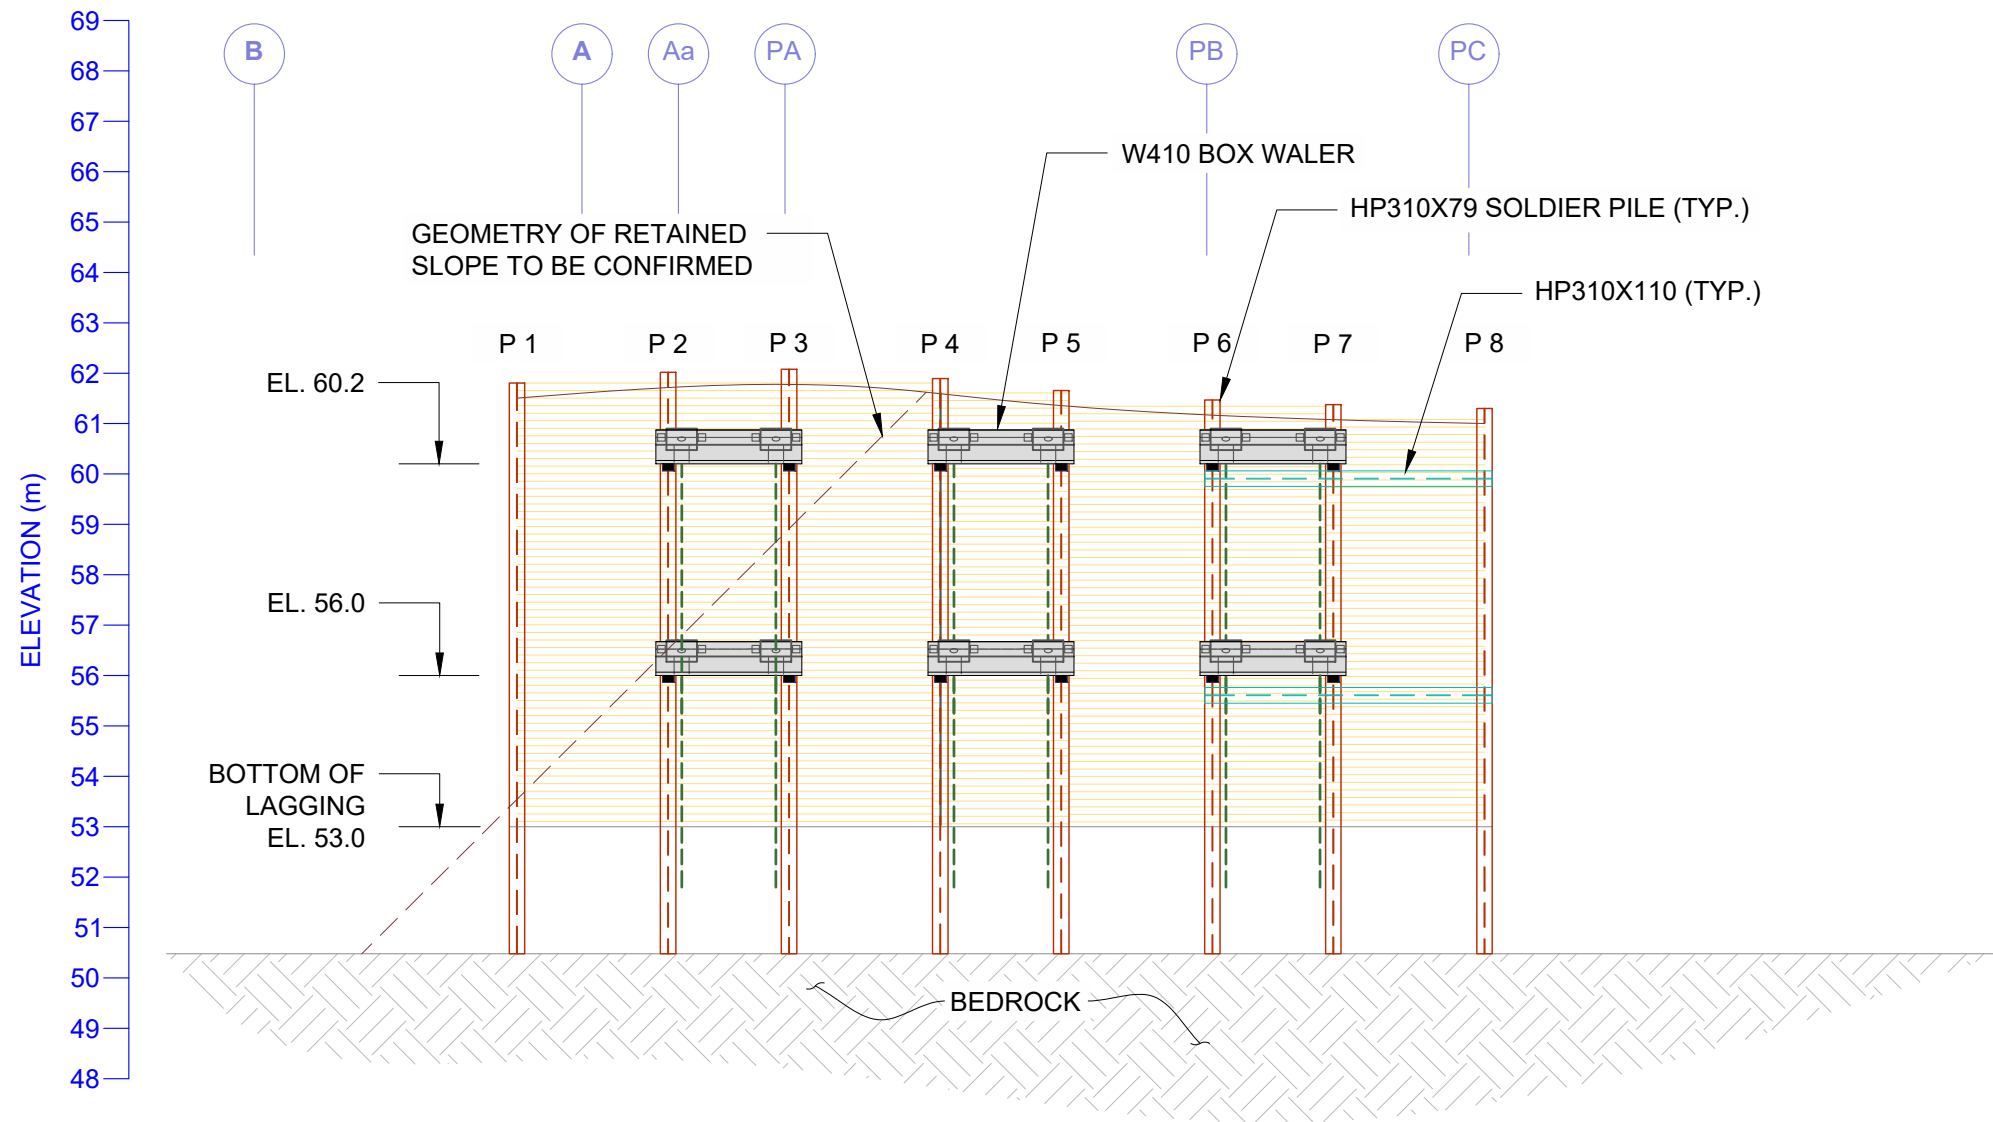 69
68
67
66
65
64
63
62
61
60
59
58
57
56
55
54
53
52
51
50
49
48
ELEVATION (m)
B
A
Aa
PA
PB
PC
W410 BOX WALER
HP310X79 SOLDIER PILE (TYP.)
GEOMETRY OF RETAINED
SLOPE TO BE CONFIRMED
HP310X110 (TYP.)
P 1
P 2
P 3
P 4
P 5
P 6
P 7
P 8
EL. 60.2
EL. 56.0
BOTTOM OF
LAGGING
EL. 53.0
BEDROCK